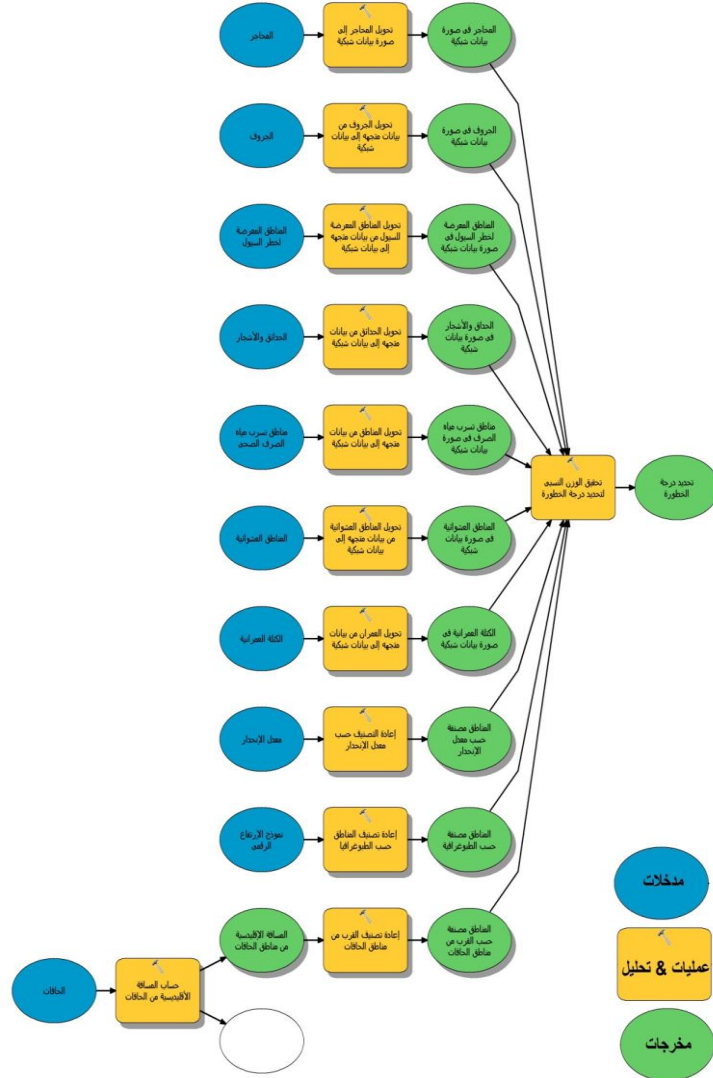 المحاجر
تحويل المحاجر إلى
صورة بيانات شبكية
المحاجر فى صورة
بيانات شبكية
الجروف
تحويل الجروف من
بيانات متجهه إلى بيانات
شبكية
الجروف فى صورة
بيانات شبكية
المناطق المعرضة
لخطر السيول
تحويل المناطق المعرضة
للسيول من بيانات متجهه
إلى بيانات شبكية
المناطق المعرضة
لخطر السيول فى
صورة بيانات شبكية
الحدائق والأشجار
تحويل الحدائق من بيانات
متجهه إلى بيانات شبكية
الحدائق والأشجار
فى صورة بيانات
شبكية
مناطق تسرب مياه
الصرف الصحى
تحويل المناطق من بيانات
متجهه إلى بيانات شبكية
مناطق تسرب مياه
الصرف فى صورة
بيانات شبكية
تحقيق الوزن النسبى
لتحديد درجة الخطورة
تحديد درجة
الخطورة
المناطق العشوائية
تحويل المناطق العشوائية
من بيانات متجهه إلى
بيانات شبكية
المناطق العشوائية
فى صورة بيانات
شبكية
الكتلة العمرانية
تحويل العمران من بيانات
متجهه إلى بيانات شبكية
الكتلة العمرانية فى
صورة بيانات شبكية
معدل الإنحدار
إعادة التصنيف حسب
معدل الإنحدار
المناطق مصنفة
حسب معدل
الإنحدار
نموذج الإرتفاع
الرقمى
إعادة تصنيف المناطق
حسب الطبوغرافيا
المناطق مصنفة
حسب الطبوغرافية
الحافات
حساب المسافة
الأقليديسية من الحافات
المسافة الإقليديسية
من مناطق الحافات
إعادة تصنيف القرب من
مناطق الحافات
المناطق مصنفة
حسب القرب من
مناطق الحافات
مدخلات
عمليات & تحليل
مخرجات